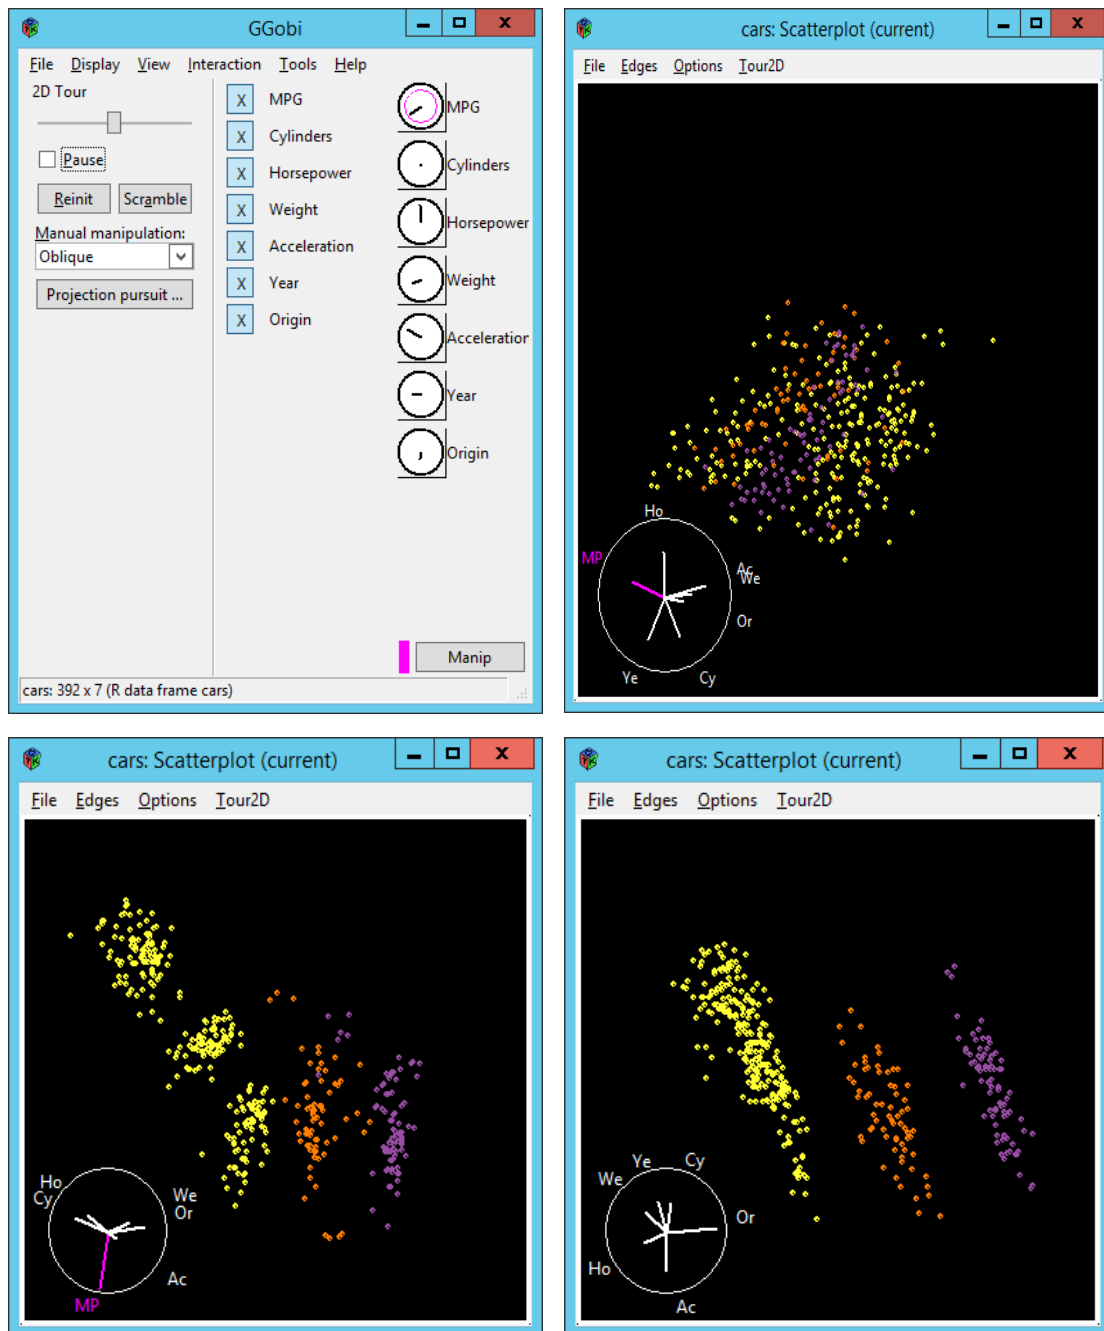 GGobi
File Display View Interaction Tools Help
2D Tour
Pause
Reinit Scramble
Manual manipulation:
Oblique
Projection pursuit ...
X MPG
X Cylinders
X Horsepower
X Weight
X Acceleration
X Year
X Origin
MPG
Cylinders
Horsepower
Weight
Acceleration
Year
Origin
Manip
cars: 392 x 7 (R data frame cars)
cars: Scatterplot (current)
File Edges Options Tour2D
Ho
MP
Ac
We
Or
Ye
Cy
cars: Scatterplot (current)
File Edges Options Tour2D
Ho
Cy
We
Or
Ac
MP
cars: Scatterplot (current)
File Edges Options Tour2D
Ye
Cy
We
Or
Ho
Ac